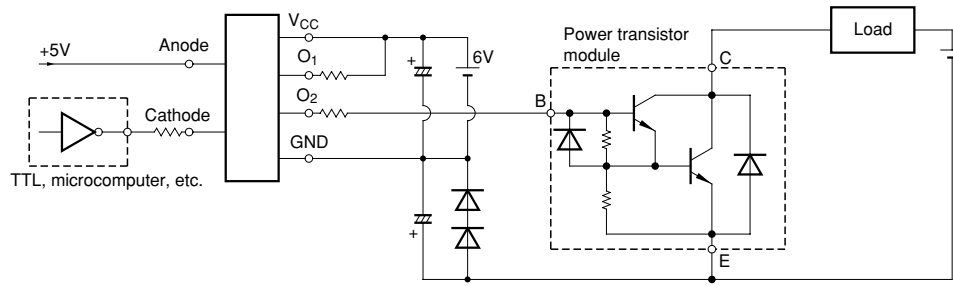 +5V
Anode
Cathode
TTL, microcomputer, etc.
VCC
O1
O2
GND
+
6V
+
Power transistor
module
B
C
E
Load